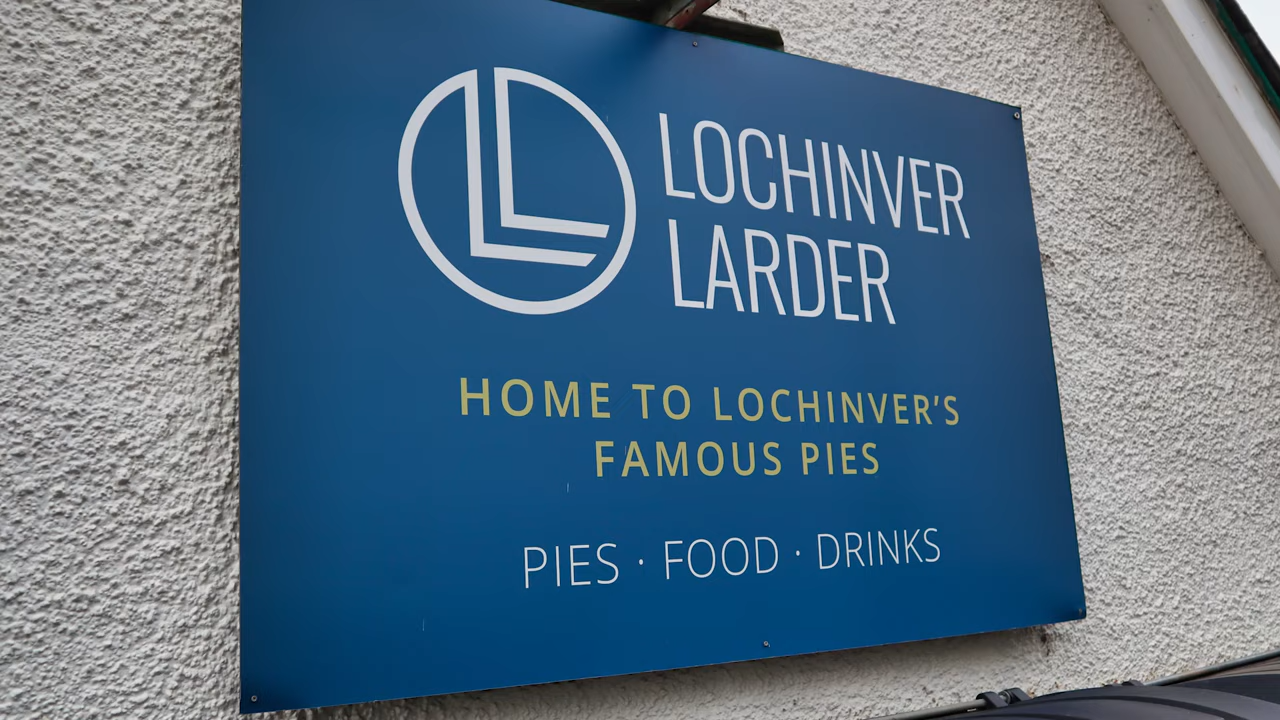 LOCHINVER
LARDER
HOME TO LOCHINVER'S
FAMOUS PIES
PIES · FOOD · DRINKS